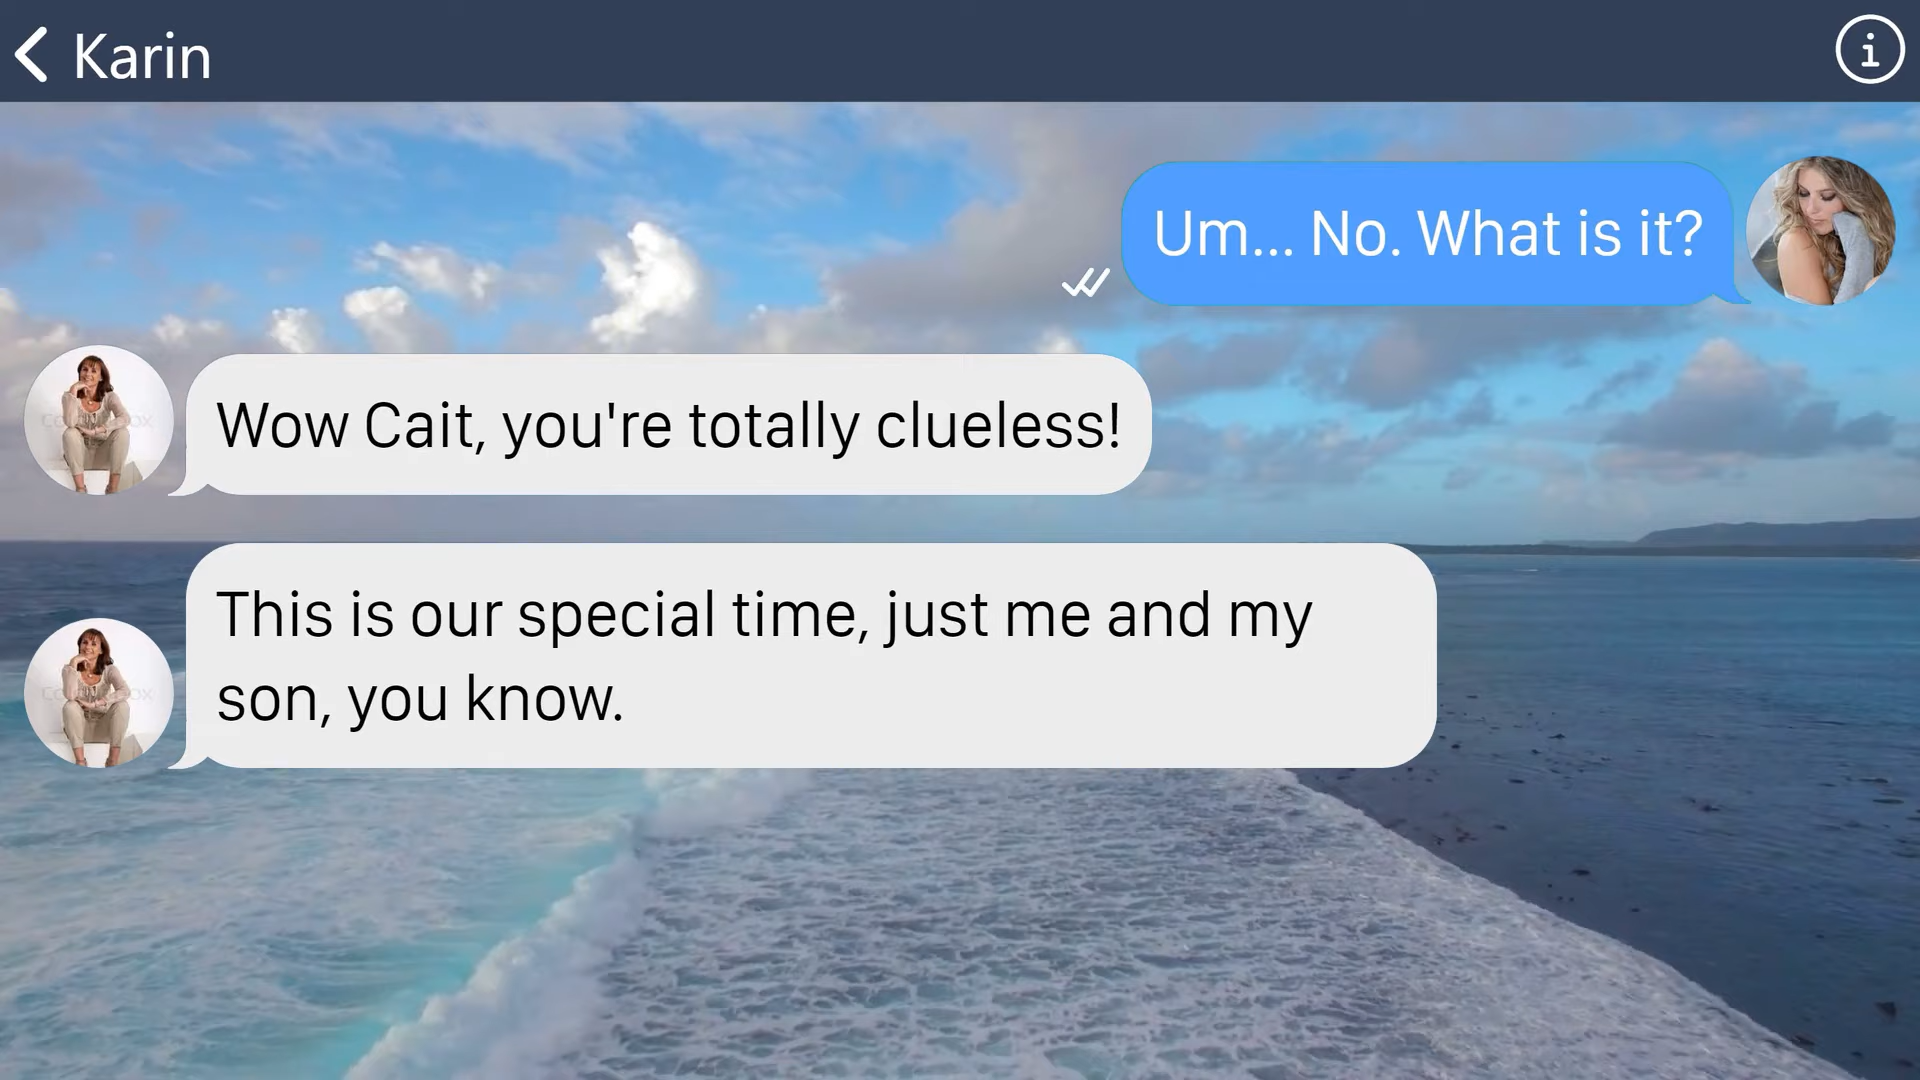 Karin
Um... No. What is it?
Wow Cait, you're totally clueless!
This is our special time, just me and my
son, you know.